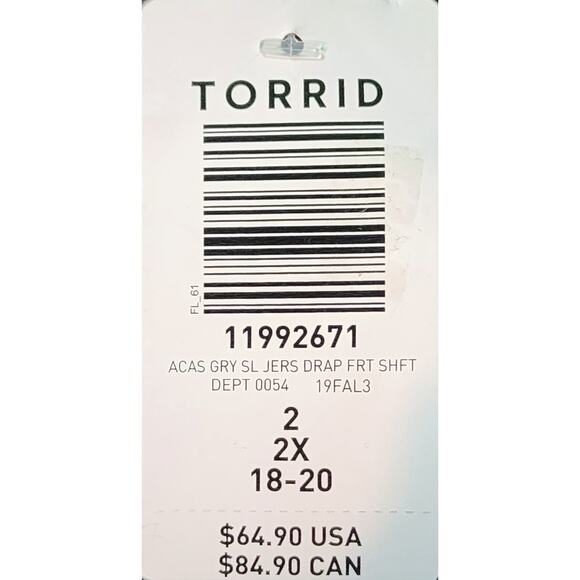 TORRID
FL_61
11992671
ACAS GRY SL JERS DRAP FRT SHFT
DEPT 0054 19FAL3
2
2X
18-20
$64.90 USA
$84.90 CAN